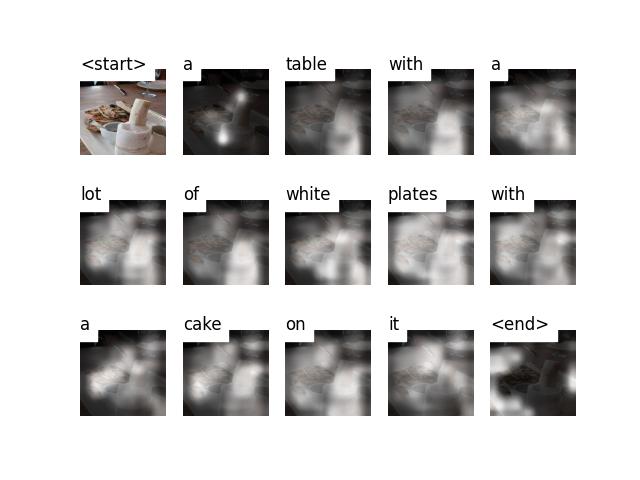 <start> a table with a
lot of white plates with
a cake on it <end>